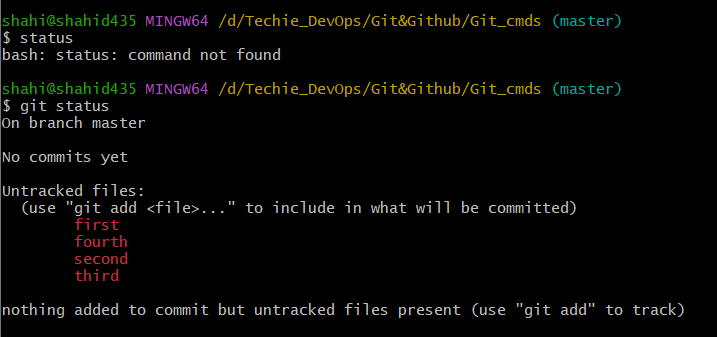 shahi@shahid435 MINGW64 /d/Techie_DevOps/Git&Github/Git_cmds (master)
$ status
bash: status: command not found
shahi@shahid435 MINGW64 /d/Techie_DevOps/Git&Github/Git_cmds (master)
$ git status
On branch master
No commits yet
Untracked files:
  (use "git add <file>..." to include in what will be committed)
        first
        fourth
        second
        third
nothing added to commit but untracked files present (use "git add" to track)